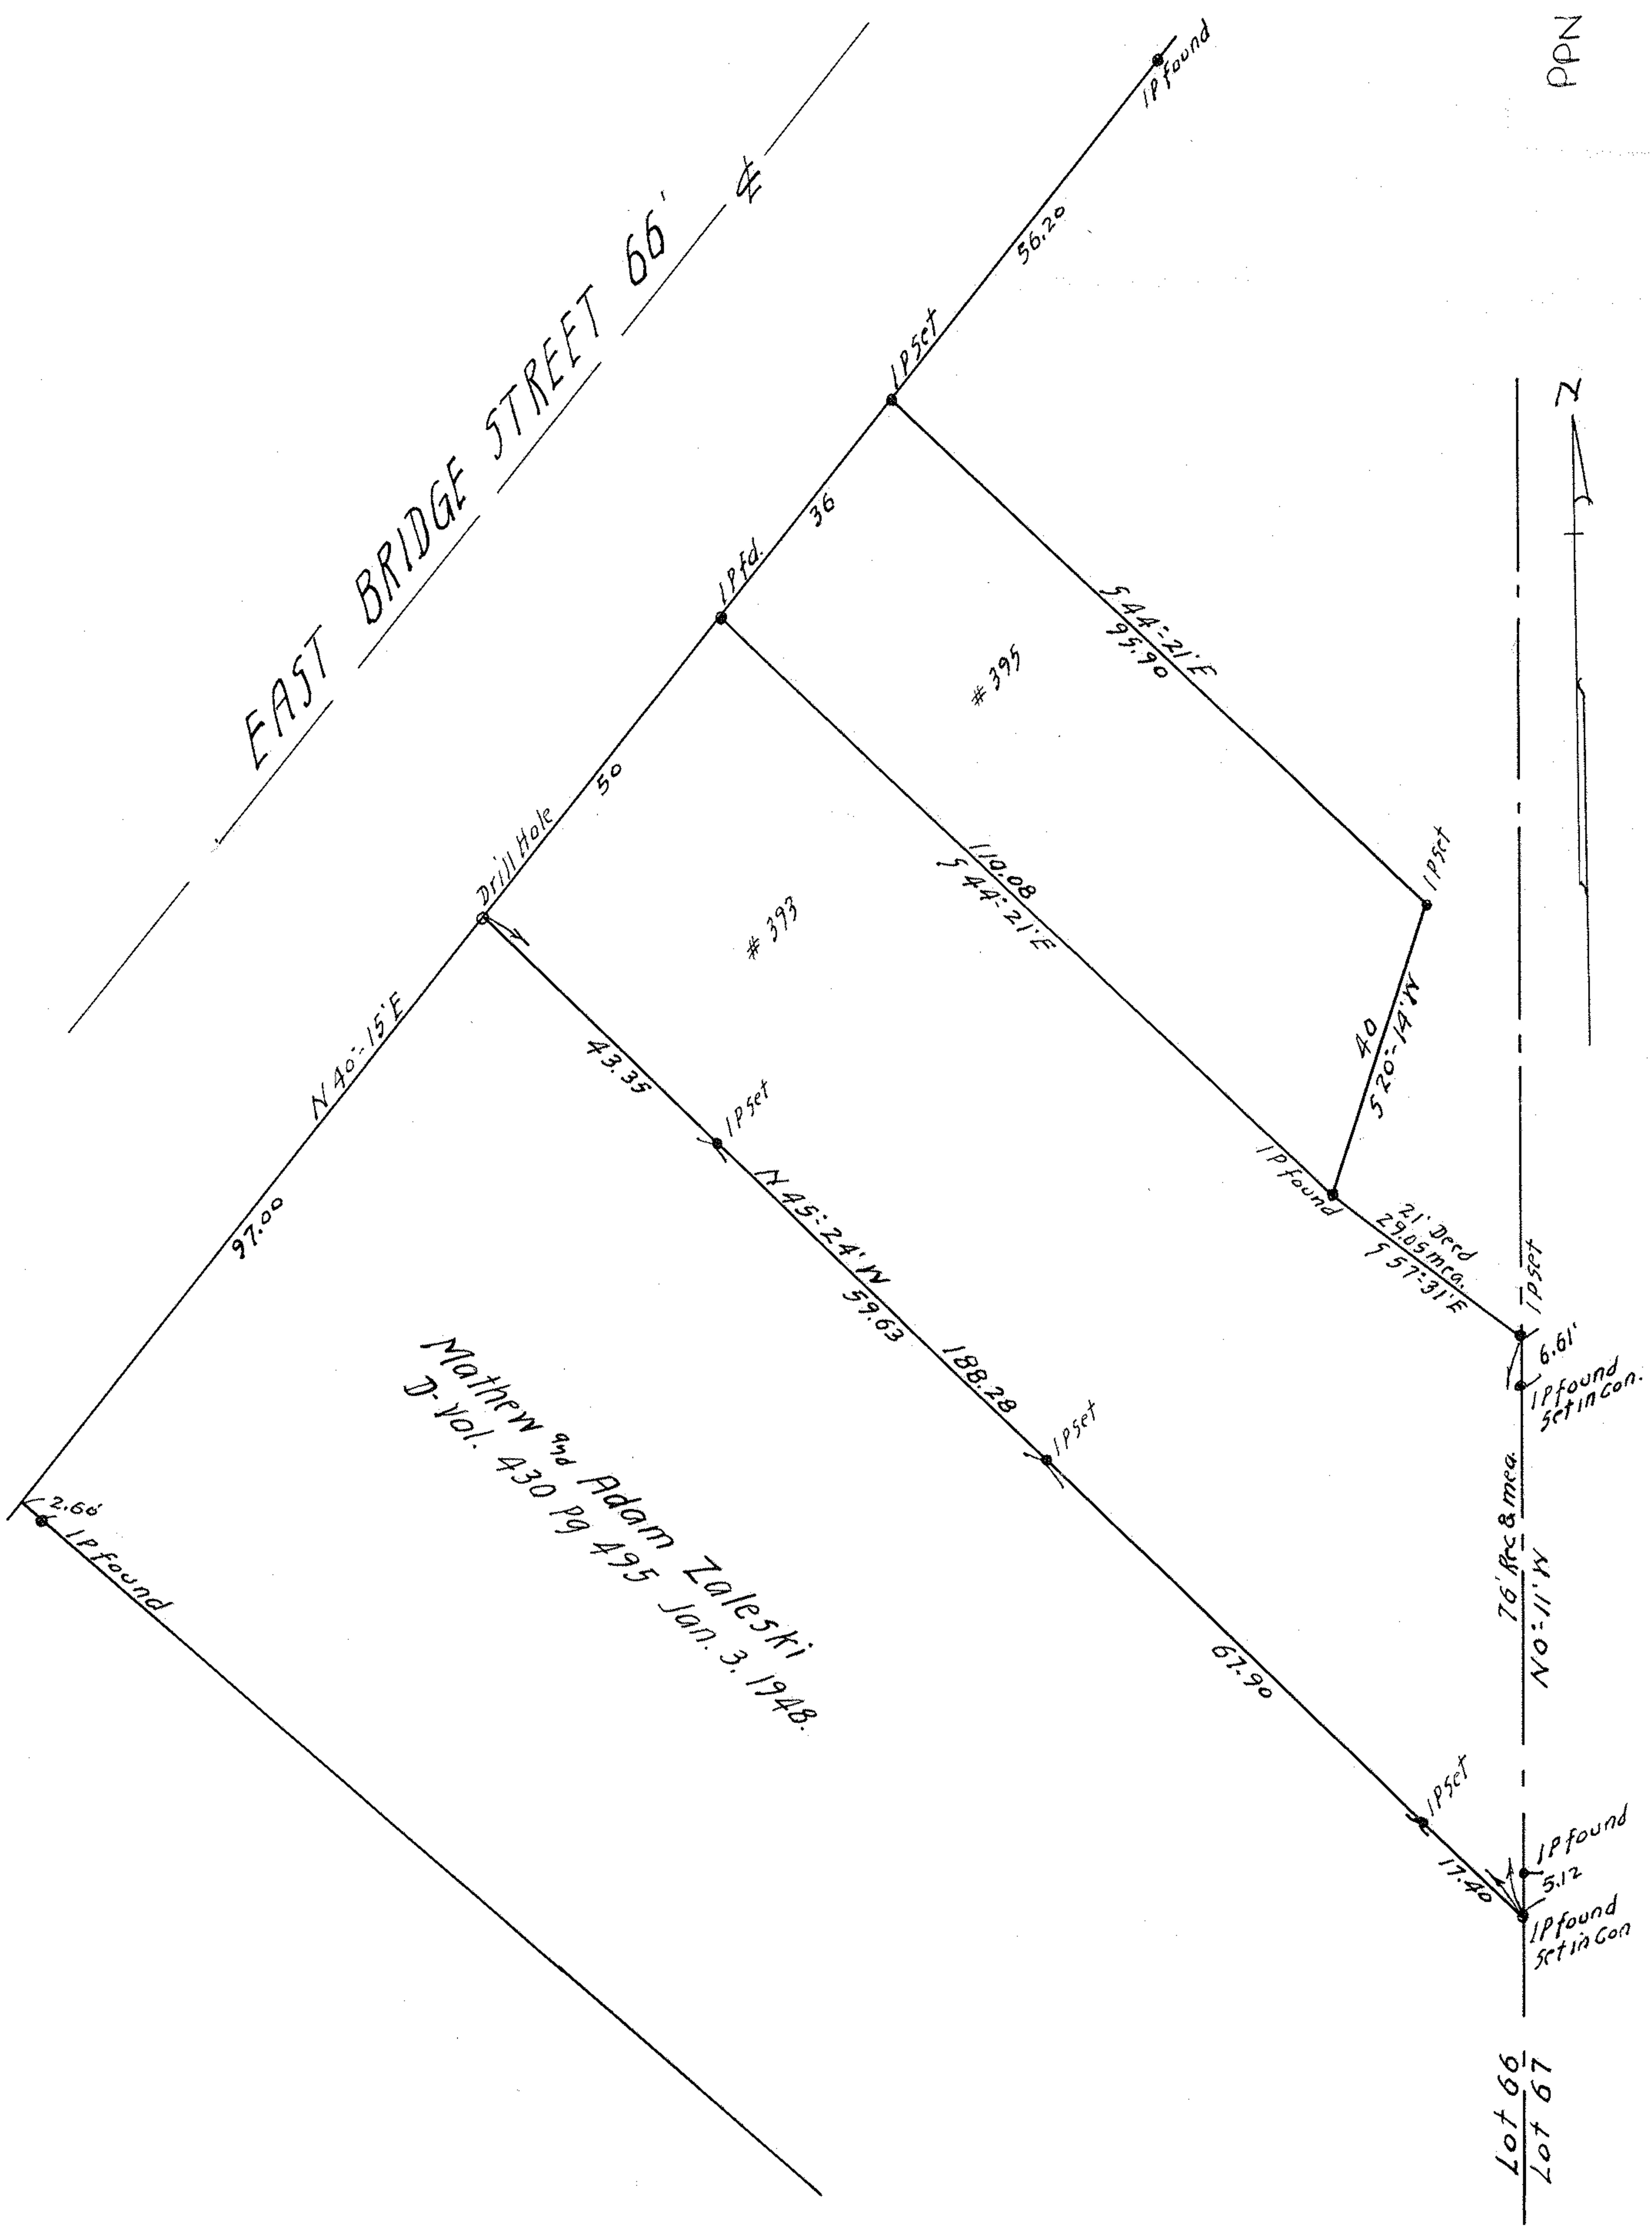 PPN
IP found
EAST BRIDGE STREET 66'
℄
56.20
IP set
36
IP fd.
S 44°-21'E
95.90
# 395
50
Drill Hole
110.08
S 44°-21'E
# 393
N 40°-15'E
97.00
43.35
IP set
IP set
40
S 20°-14'W
IP found
21' Deed
29.05 mea.
S 57°-31'E
IP set
6.61'
IP found
set in Con.
N 45°-24'W
59.63
188.28
IP set
Mathew and Adam Zaleski
D-Vol. 430 Pg 495 Jan. 3, 1948.
2.60
IP found
76' Rec & mea.
N0°-11'W
67.90
IP set
17.40
IP found
5.12
IP found
set in Con
Lot 66
Lot 67